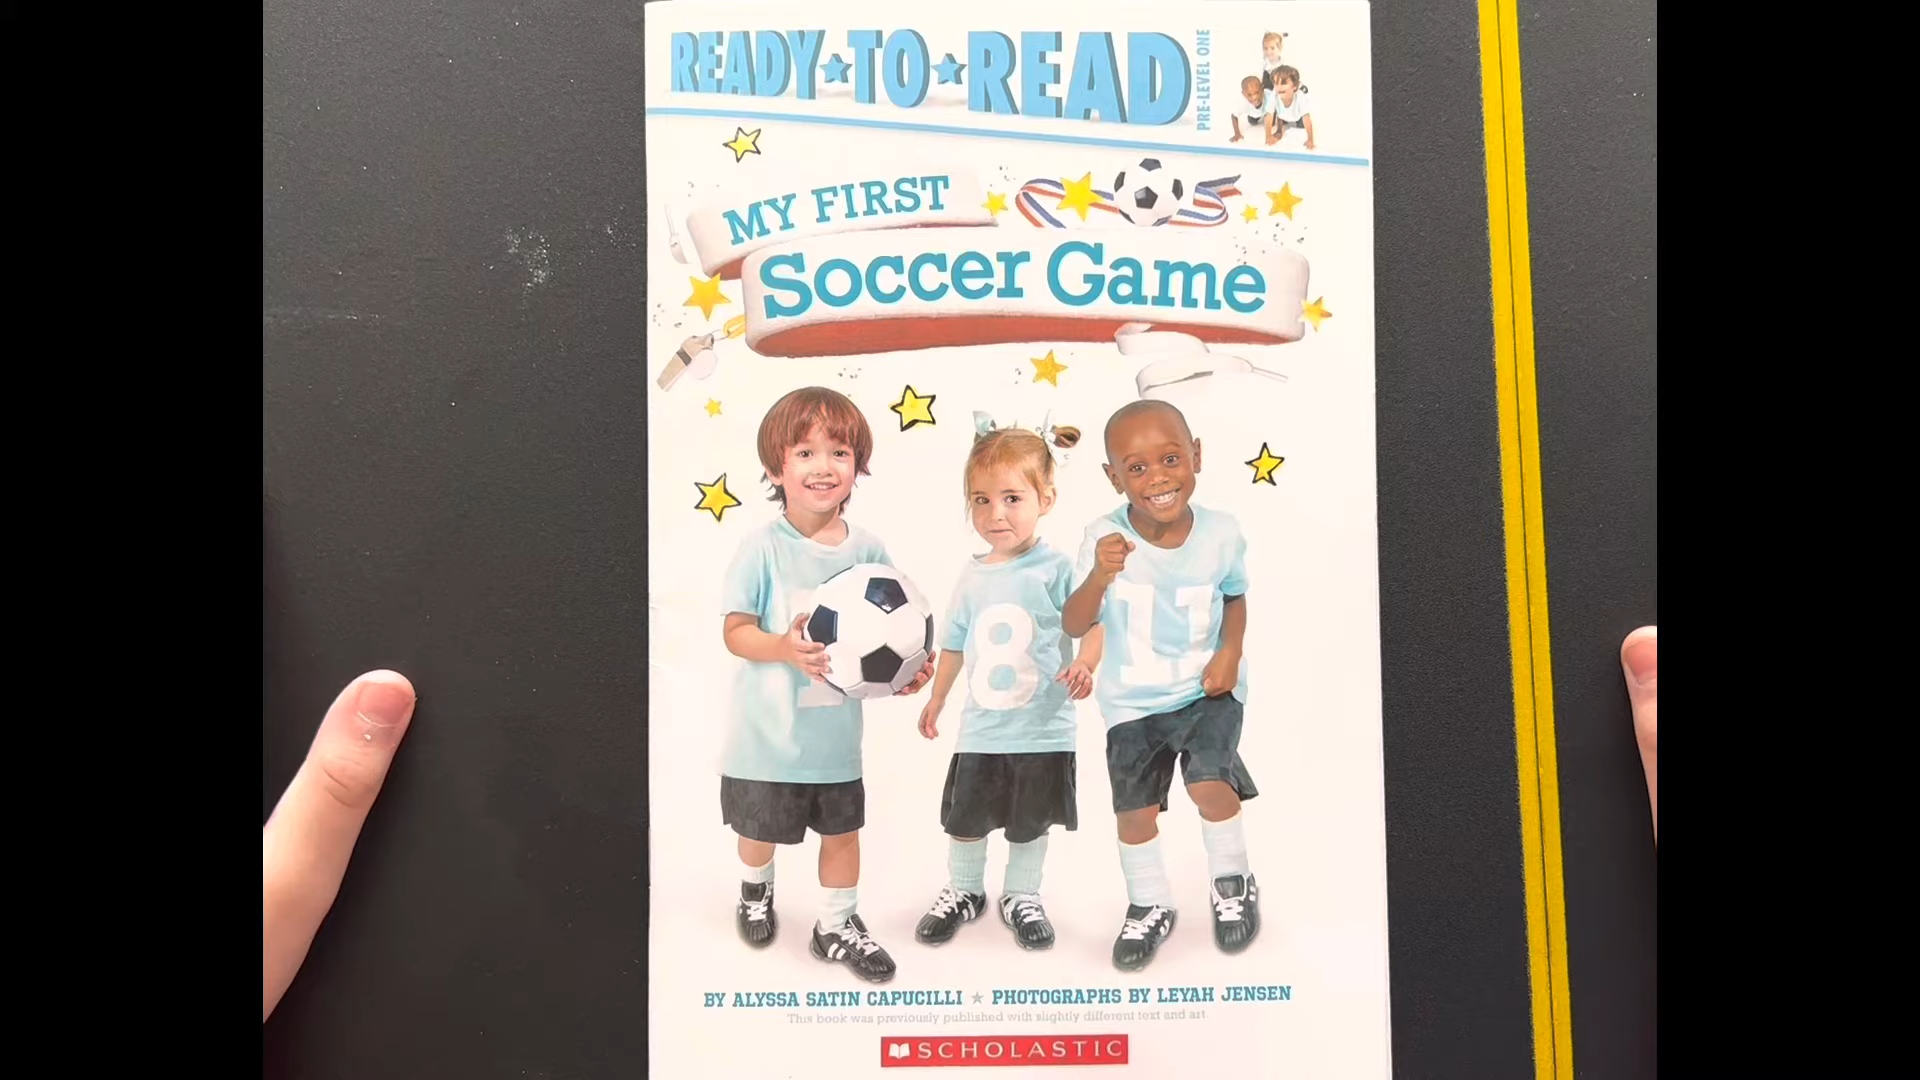 READY★TO★READ
PRE-LEVEL ONE
MY FIRST
Soccer Game
8
11
BY ALYSSA SATIN CAPUCILLI ★ PHOTOGRAPHS BY LEYAH JENSEN
This book was previously published with slightly different text and art.
SCHOLASTIC